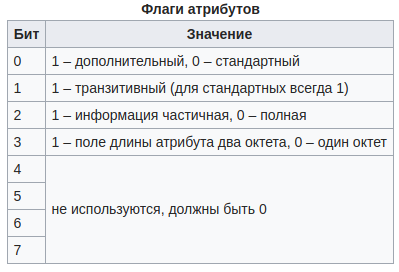 Флаги атрибутов
Бит Значение
0 1 – дополнительный, 0 – стандартный
1 1 – транзитивный (для стандартных всегда 1)
2 1 – информация частичная, 0 – полная
3 1 – поле длины атрибута два октета, 0 – один октет
4
5
не используются, должны быть 0
6
7